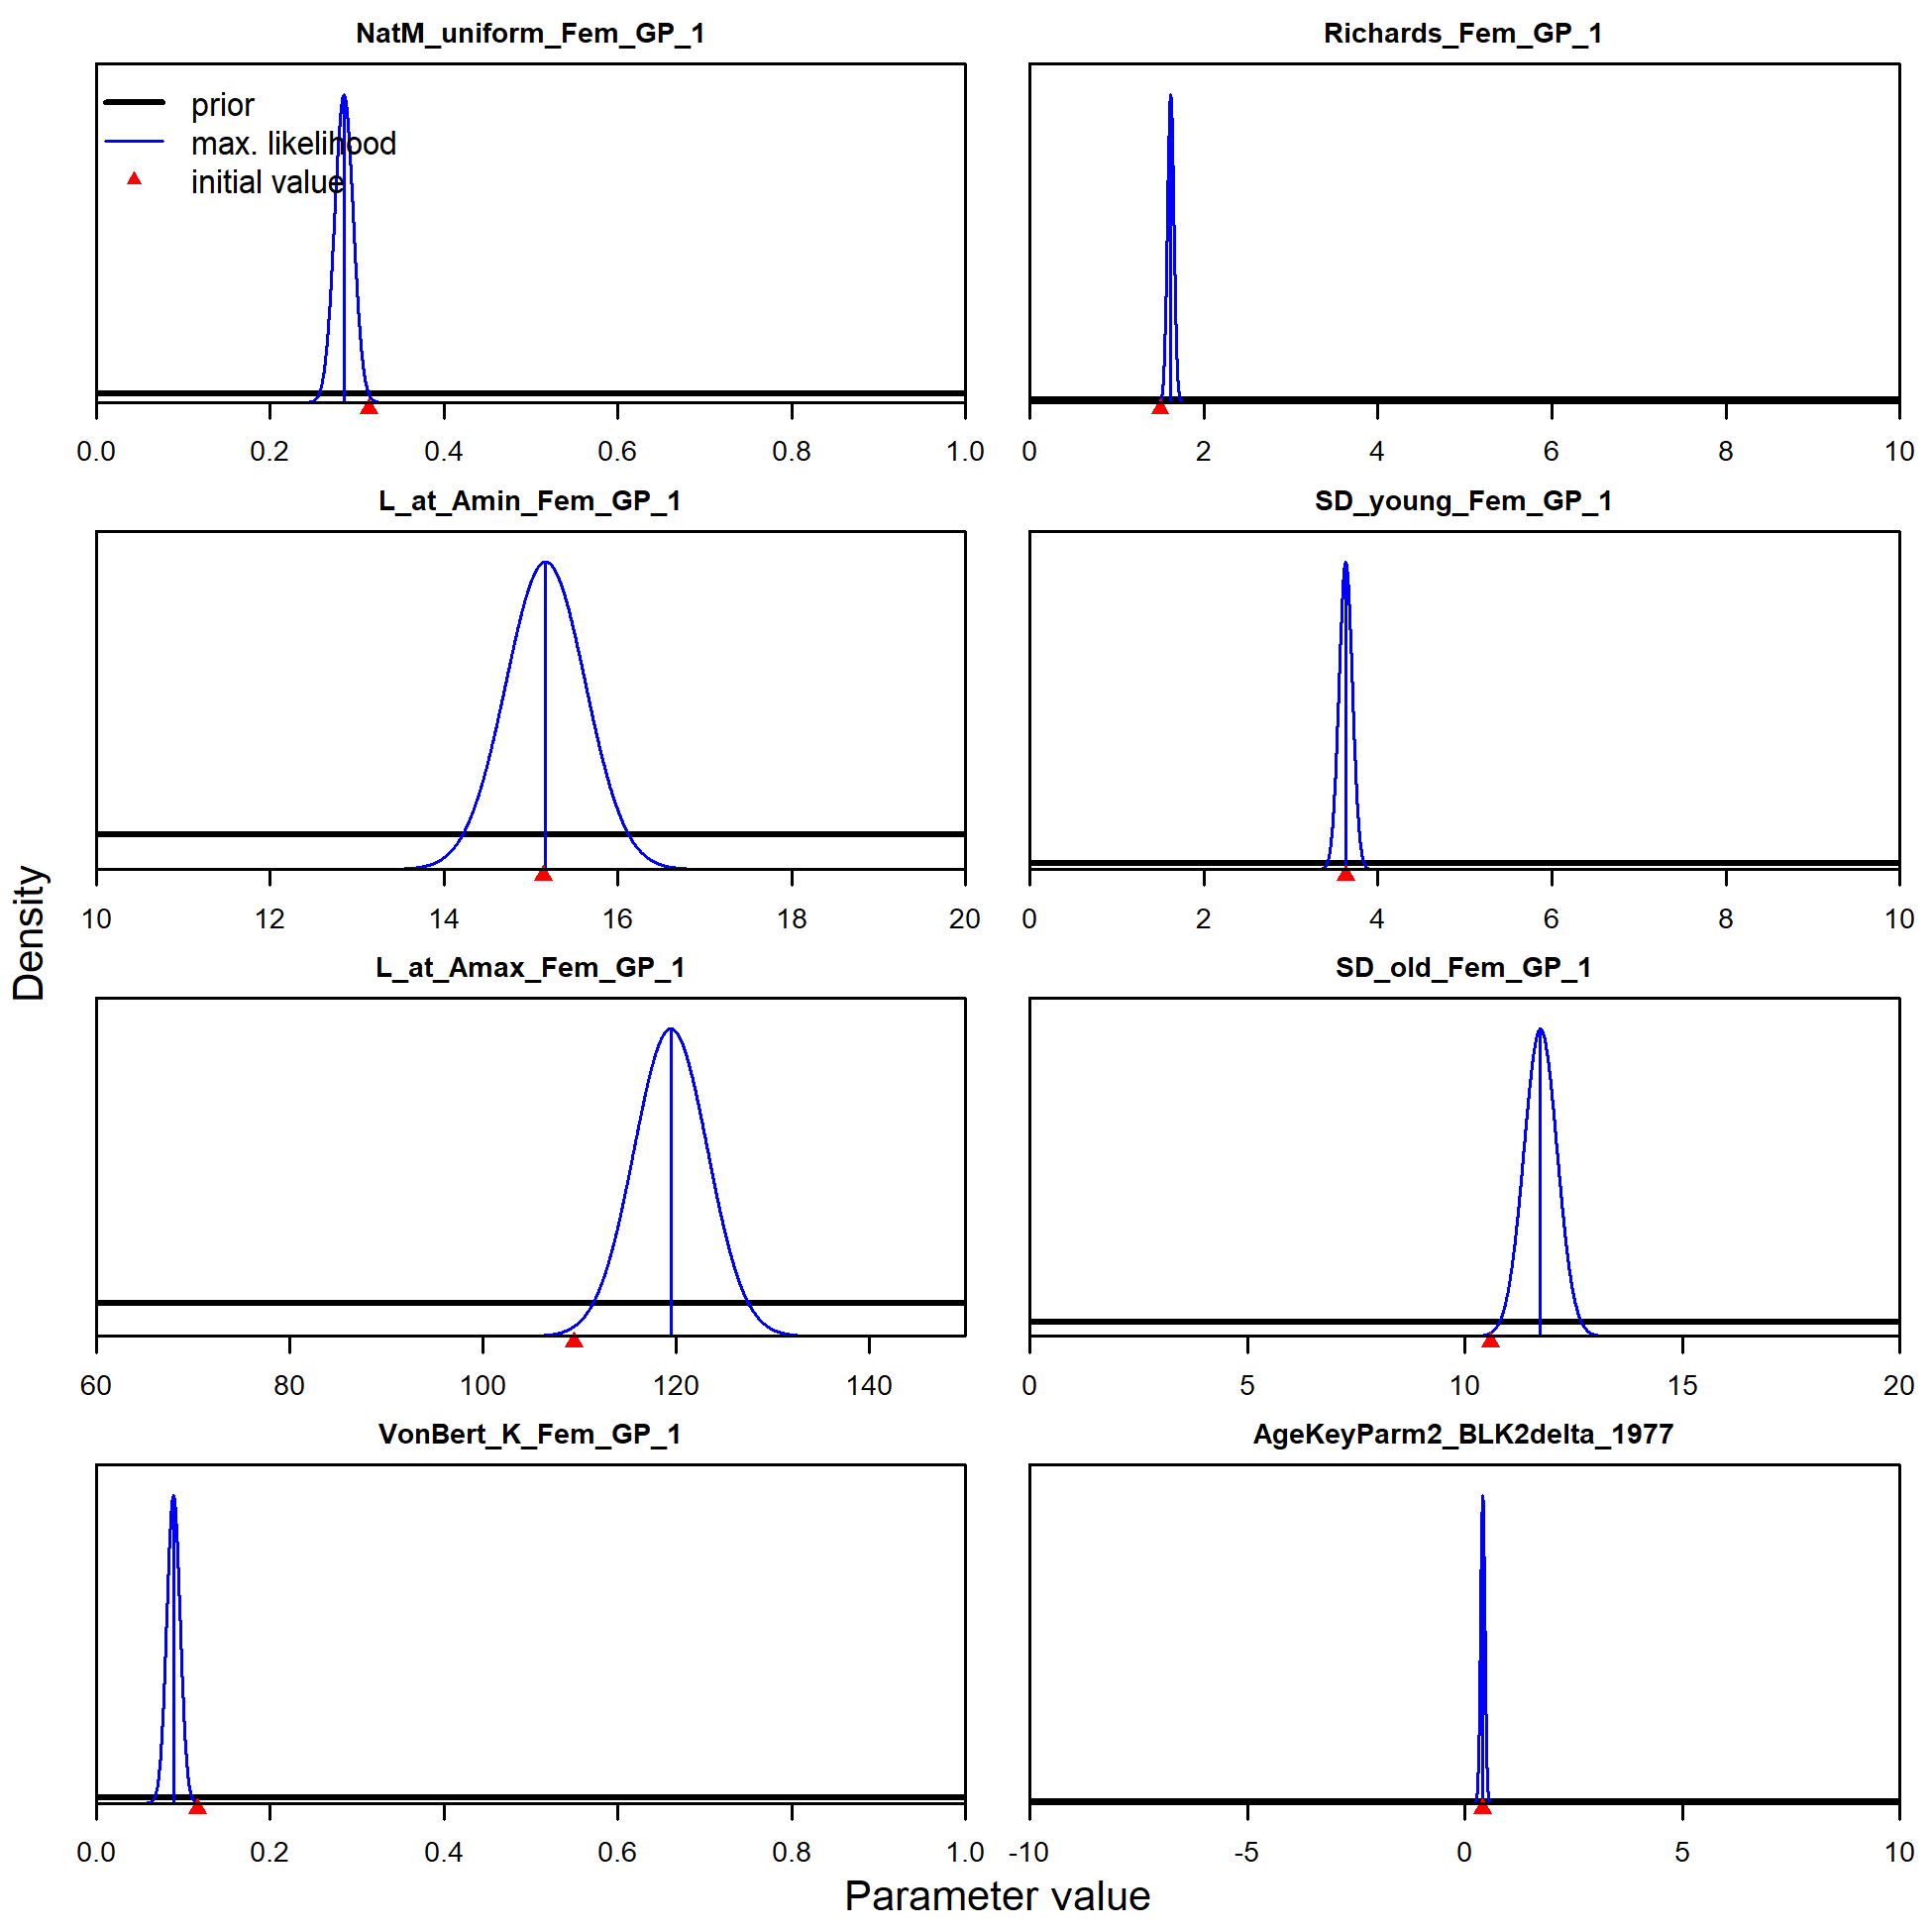 NatM_uniform_Fem_GP_1
prior
max. likelihood
initial value
0.0 0.2 0.4 0.6 0.8 1.0
Richards_Fem_GP_1
0 2 4 6 8 10
L_at_Amin_Fem_GP_1
10 12 14 16 18 20
SD_young_Fem_GP_1
0 2 4 6 8 10
L_at_Amax_Fem_GP_1
60 80 100 120 140
SD_old_Fem_GP_1
0 5 10 15 20
VonBert_K_Fem_GP_1
0.0 0.2 0.4 0.6 0.8 1.0
AgeKeyParm2_BLK2delta_1977
-10 -5 0 5 10
Density
Parameter value